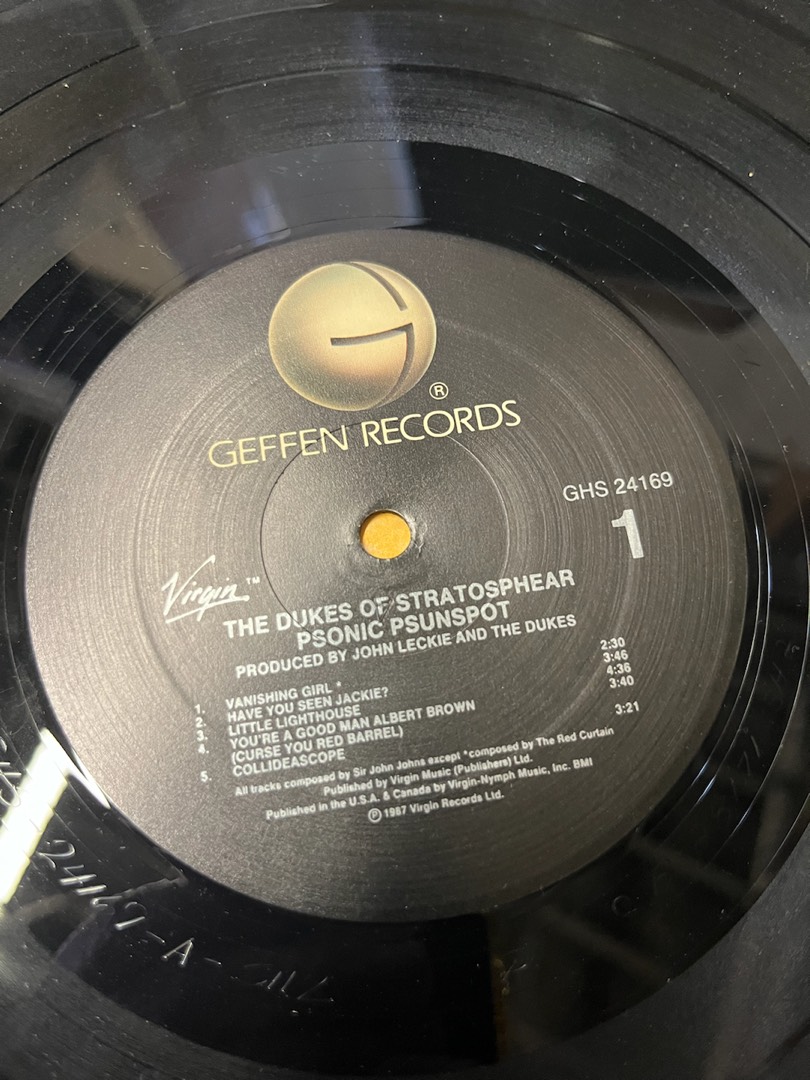 GEFFEN RECORDS ®
GHS 24169
1
Virgin ™
THE DUKES OF STRATOSPHEAR
PSONIC PSUNSPOT
PRODUCED BY JOHN LECKIE AND THE DUKES
1. VANISHING GIRL * 2:30
2. HAVE YOU SEEN JACKIE? 3:46
3. LITTLE LIGHTHOUSE 4:36
4. YOU'RE A GOOD MAN ALBERT BROWN 3:40
(CURSE YOU RED BARREL)
5. COLLIDEASCOPE 3:21
All tracks composed by Sir John Johns except *composed by The Red Curtain
Published by Virgin Music (Publishers) Ltd.
Published in the U.S.A. & Canada by Virgin-Nymph Music, Inc. BMI
℗ 1987 Virgin Records Ltd.
24169-A-